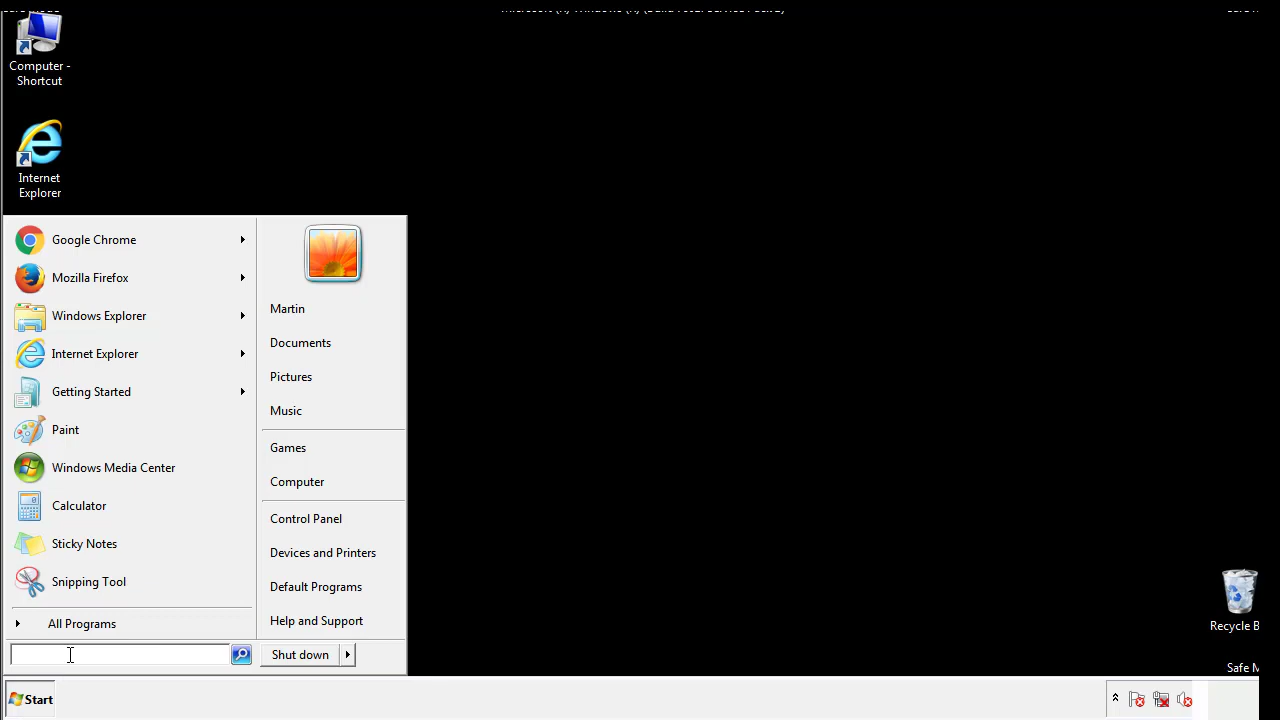 Computer -
Shortcut
Internet
Explorer
Google Chrome
Mozilla Firefox
Windows Explorer
Internet Explorer
Getting Started
Paint
Windows Media Center
Calculator
Sticky Notes
Snipping Tool
All Programs
Martin
Documents
Pictures
Music
Games
Computer
Control Panel
Devices and Printers
Default Programs
Help and Support
Shut down
Recycle B
Safe M
Start